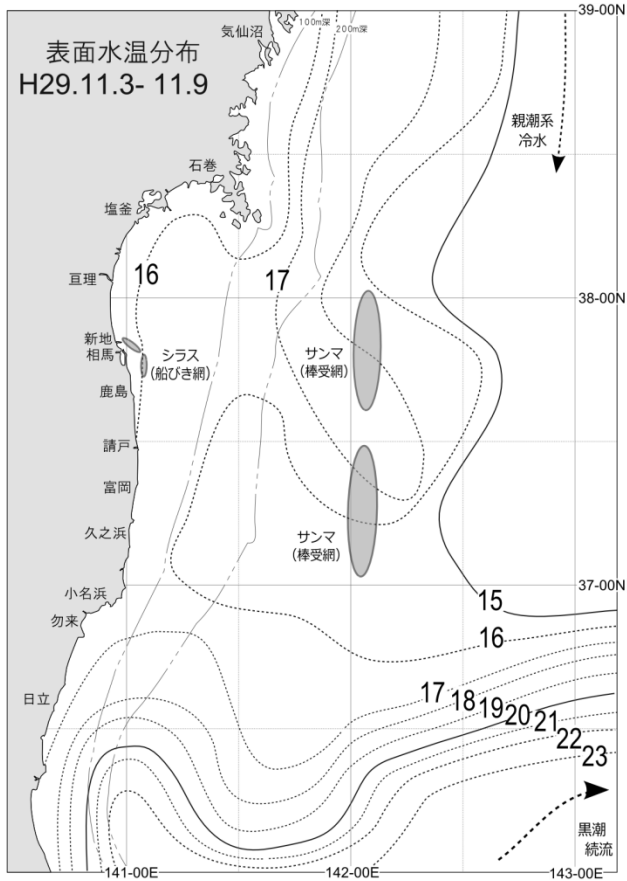 39-00N
気仙沼
100m深
200m深
表面水温分布
H29.11.3- 11.9
親潮系
冷水
石巻
塩釜
16
17
亘理
38-00N
新地
相馬
シラス
(船びき網)
サンマ
(棒受網)
鹿島
請戸
富岡
久之浜
サンマ
(棒受網)
37-00N
小名浜
15
勿来
16
日立
17
18
19
20
21
22
23
黒潮
続流
141-00E
142-00E
143-00E